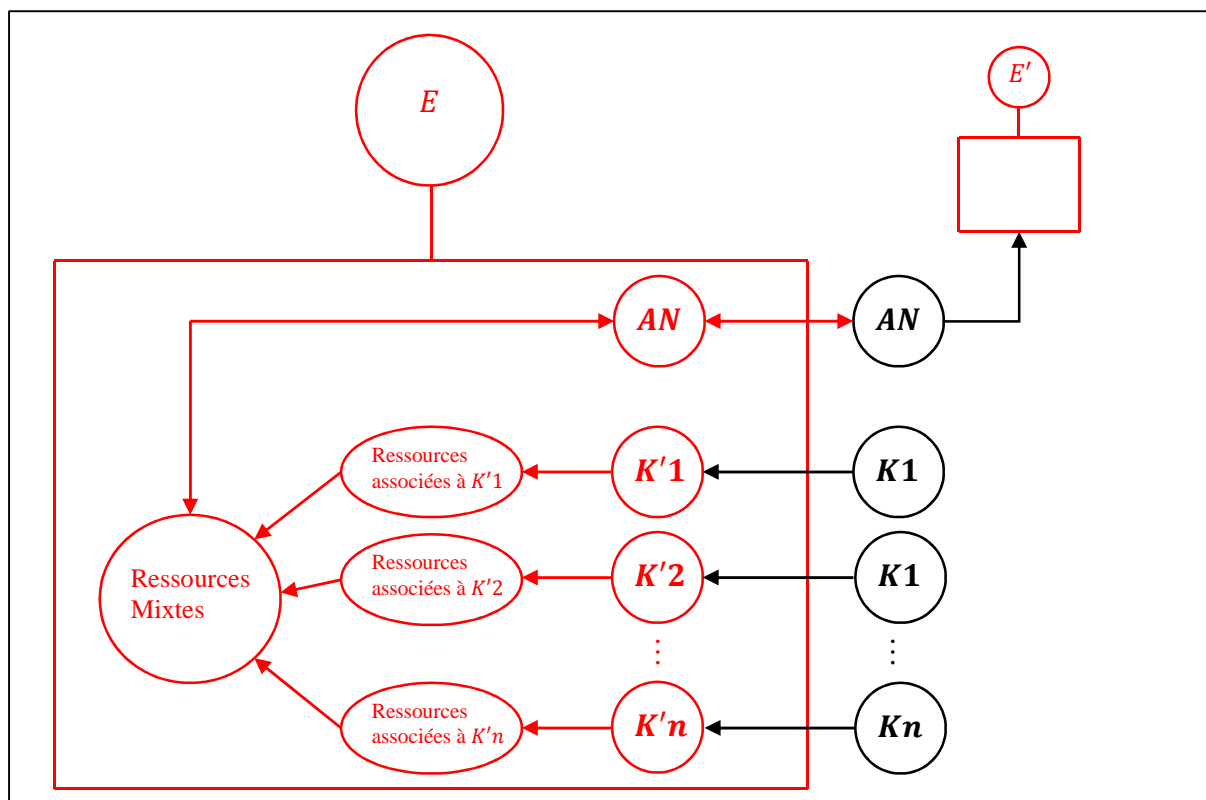 E
E'
AN
AN
Ressources
associées à K'1
K'1
K1
Ressources
Mixtes
Ressources
associées à K'2
K'2
K1
⋮
⋮
Ressources
associées à K'n
K'n
Kn